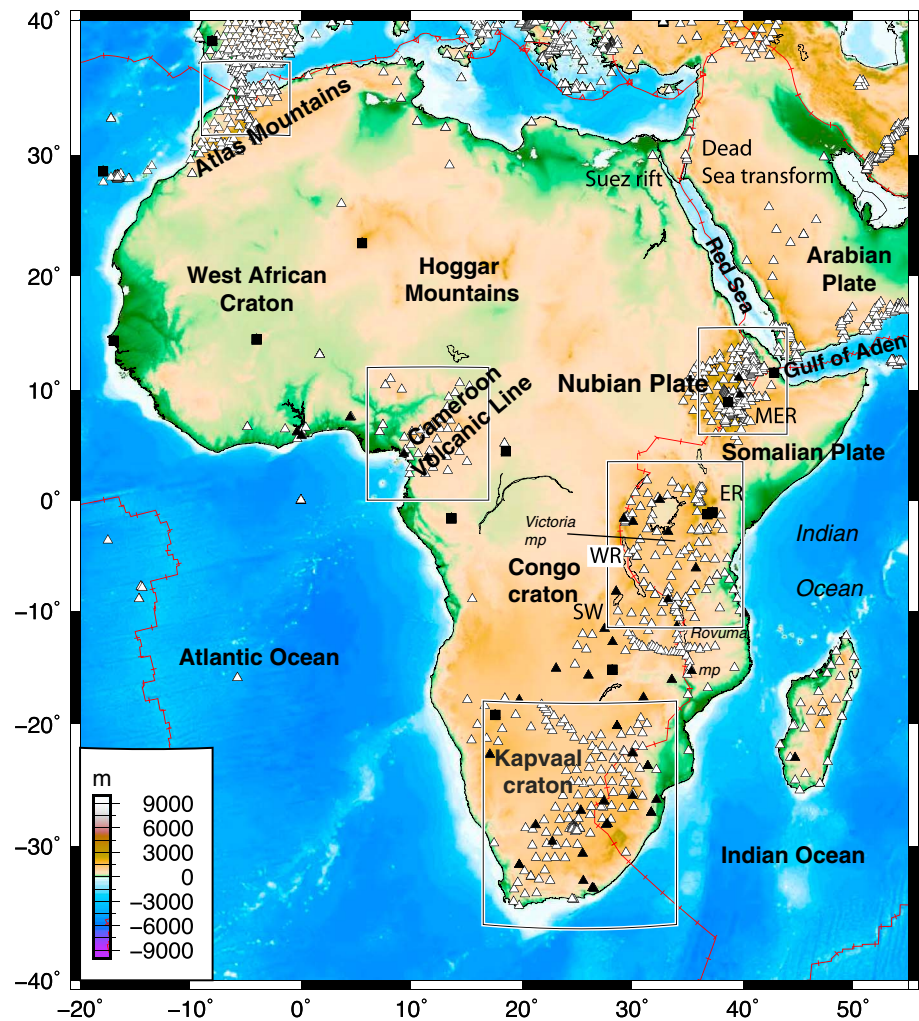 40°
30°
20°
10°
0°
−10°
−20°
−30°
−40°
Atlas Mountains
Dead
Sea transform
Suez rift
Red Sea
Arabian
Plate
West African
Craton
Hoggar
Mountains
Gulf of Aden
Nubian Plate
MER
Cameroon
Volcanic Line
Somalian Plate
ER
Victoria
mp
WR
Indian
Ocean
Congo
craton
SW
Rovuma
mp
Atlantic Ocean
Kapvaal
craton
Indian Ocean
m
9000
6000
3000
0
−3000
−6000
−9000
−20°
−10°
0°
10°
20°
30°
40°
50°